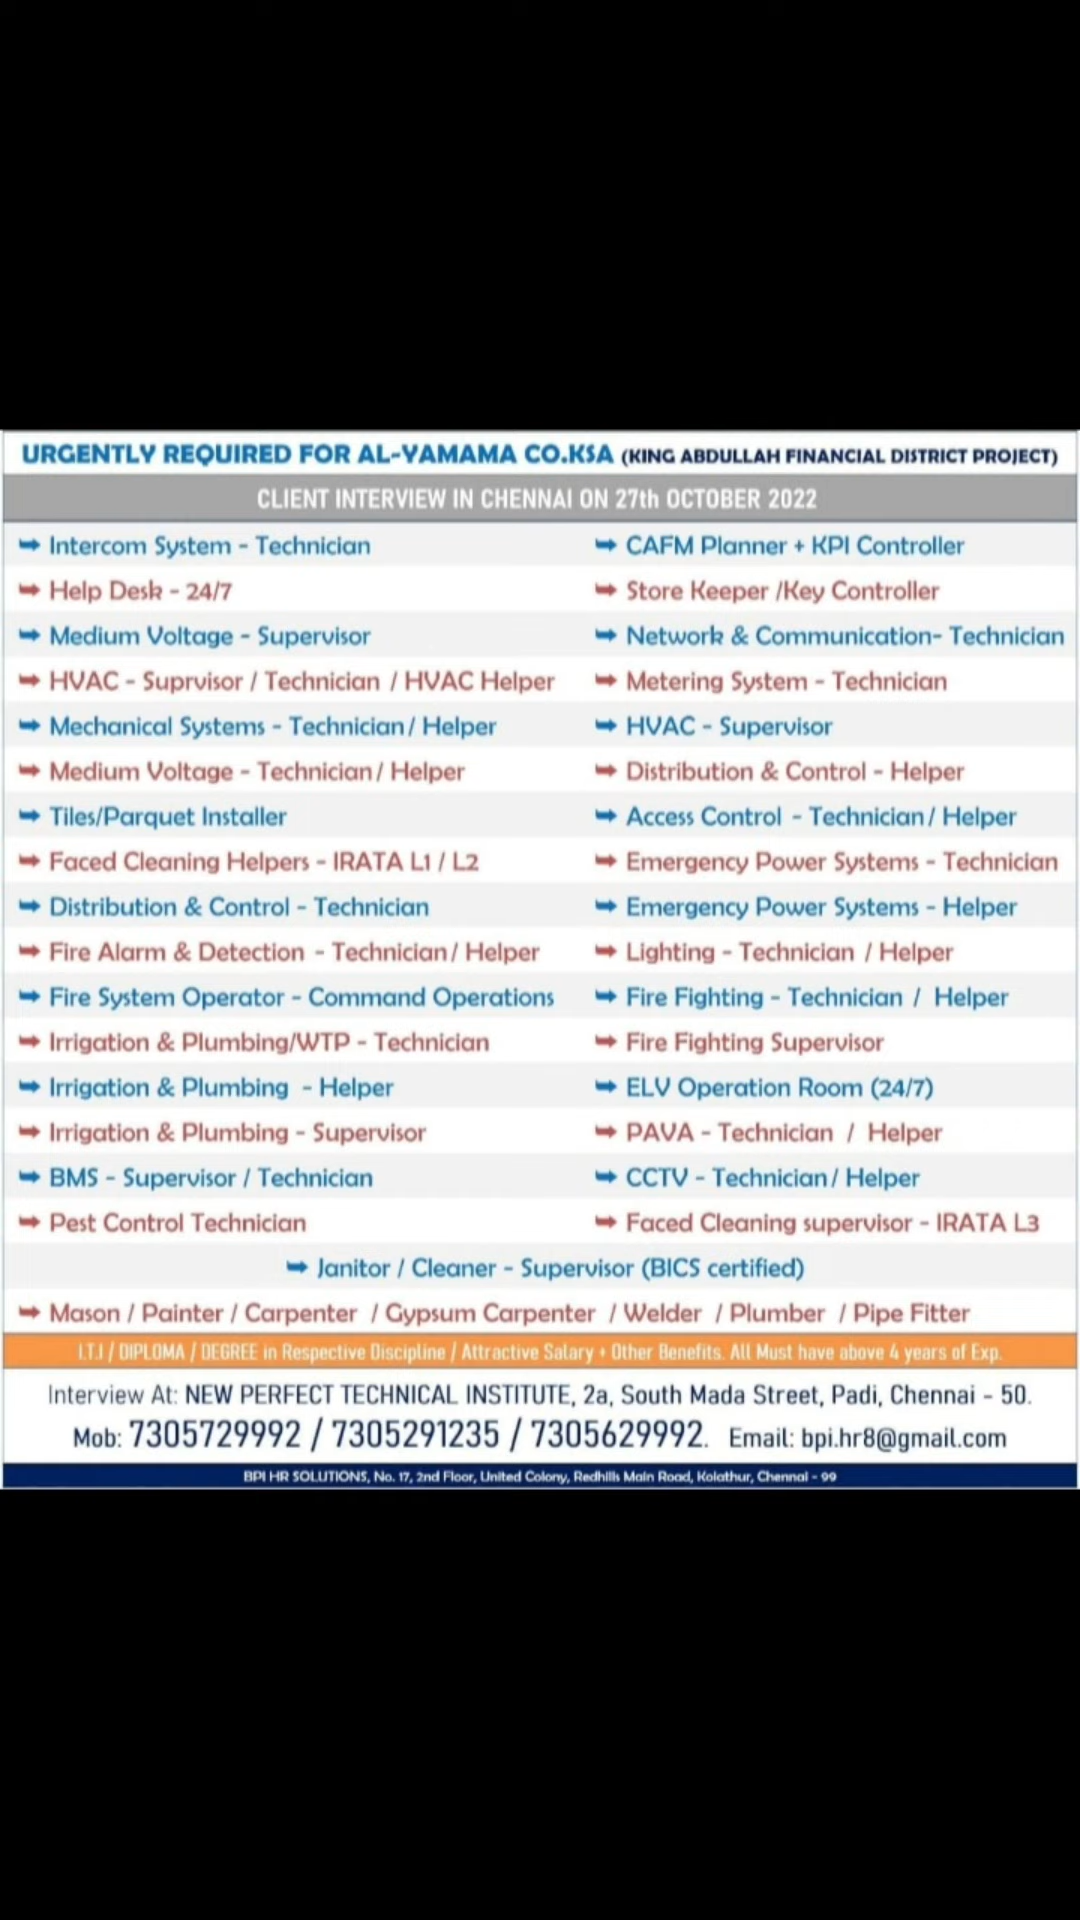 URGENTLY REQUIRED FOR AL-YAMAMA CO.KSA (KING ABDULLAH FINANCIAL DISTRICT PROJECT)
CLIENT INTERVIEW IN CHENNAI ON 27th OCTOBER 2022
➥ Intercom System - Technician ➥ CAFM Planner + KPI Controller
➥ Help Desk - 24/7 ➥ Store Keeper /Key Controller
➥ Medium Voltage - Supervisor ➥ Network & Communication- Technician
➥ HVAC - Suprvisor / Technician / HVAC Helper ➥ Metering System - Technician
➥ Mechanical Systems - Technician / Helper ➥ HVAC - Supervisor
➥ Medium Voltage - Technician / Helper ➥ Distribution & Control - Helper
➥ Tiles/Parquet Installer ➥ Access Control - Technician / Helper
➥ Faced Cleaning Helpers - IRATA L1 / L2 ➥ Emergency Power Systems - Technician
➥ Distribution & Control - Technician ➥ Emergency Power Systems - Helper
➥ Fire Alarm & Detection - Technician / Helper ➥ Lighting - Technician / Helper
➥ Fire System Operator - Command Operations ➥ Fire Fighting - Technician / Helper
➥ Irrigation & Plumbing/WTP - Technician ➥ Fire Fighting Supervisor
➥ Irrigation & Plumbing - Helper ➥ ELV Operation Room (24/7)
➥ Irrigation & Plumbing - Supervisor ➥ PAVA - Technician / Helper
➥ BMS - Supervisor / Technician ➥ CCTV - Technician / Helper
➥ Pest Control Technician ➥ Faced Cleaning supervisor - IRATA L3
➥ Janitor / Cleaner - Supervisor (BICS certified)
➥ Mason / Painter / Carpenter / Gypsum Carpenter / Welder / Plumber / Pipe Fitter
I.T.I / DIPLOMA / DEGREE in Respective Discipline / Attractive Salary + Other Benefits. All Must have above 4 years of Exp.
Interview At: NEW PERFECT TECHNICAL INSTITUTE, 2a, South Mada Street, Padi, Chennai - 50.
Mob: 7305729992 / 7305291235 / 7305629992. Email: bpi.hr8@gmail.com
BPI HR SOLUTIONS, No. 17, 2nd Floor, United Colony, Redhills Main Road, Kolathur, Chennai - 99